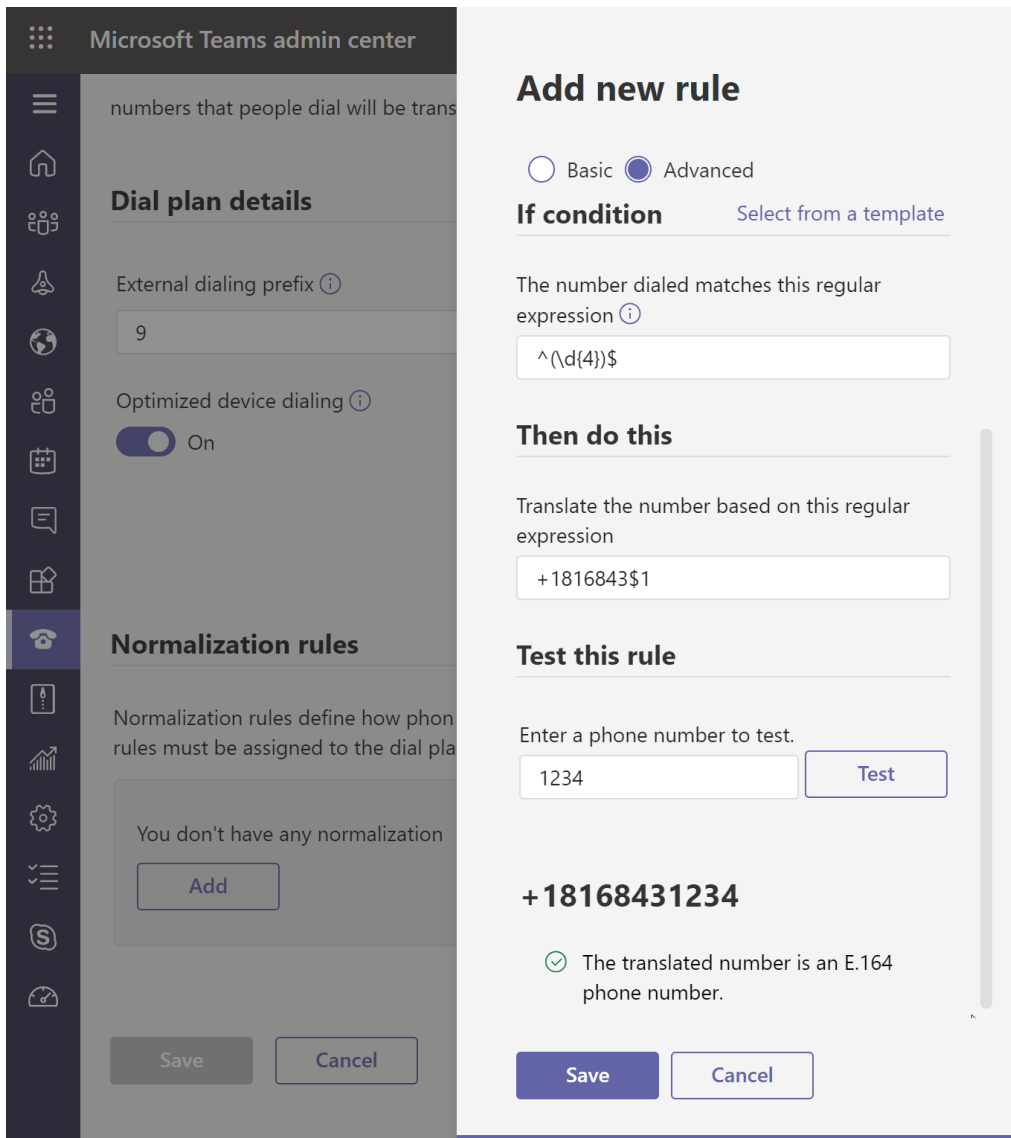 Microsoft Teams admin center
numbers that people dial will be trans
Dial plan details
External dialing prefix
9
Optimized device dialing
On
Normalization rules
Normalization rules define how phon
rules must be assigned to the dial pla
You don't have any normalization
Add
Save
Cancel
Add new rule
Basic
Advanced
If condition
Select from a template
The number dialed matches this regular
expression
^(\d{4})$
Then do this
Translate the number based on this regular
expression
+1816843$1
Test this rule
Enter a phone number to test.
1234
Test
+18168431234
The translated number is an E.164
phone number.
Save
Cancel